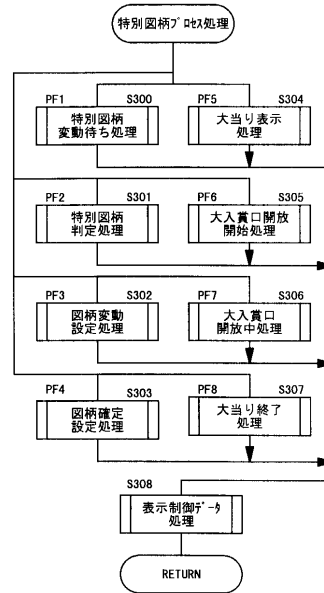 特別図柄ﾌﾟﾛｾｽ処理
PF1 S300
特別図柄
変動待ち処理
PF5 S304
大当り表示
処理
PF2 S301
特別図柄
判定処理
PF6 S305
大入賞口開放
開始処理
PF3 S302
図柄変動
設定処理
PF7 S306
大入賞口
開放中処理
PF4 S303
図柄確定
設定処理
PF8 S307
大当り終了
処理
S308
表示制御ﾃﾞｰﾀ
処理
RETURN